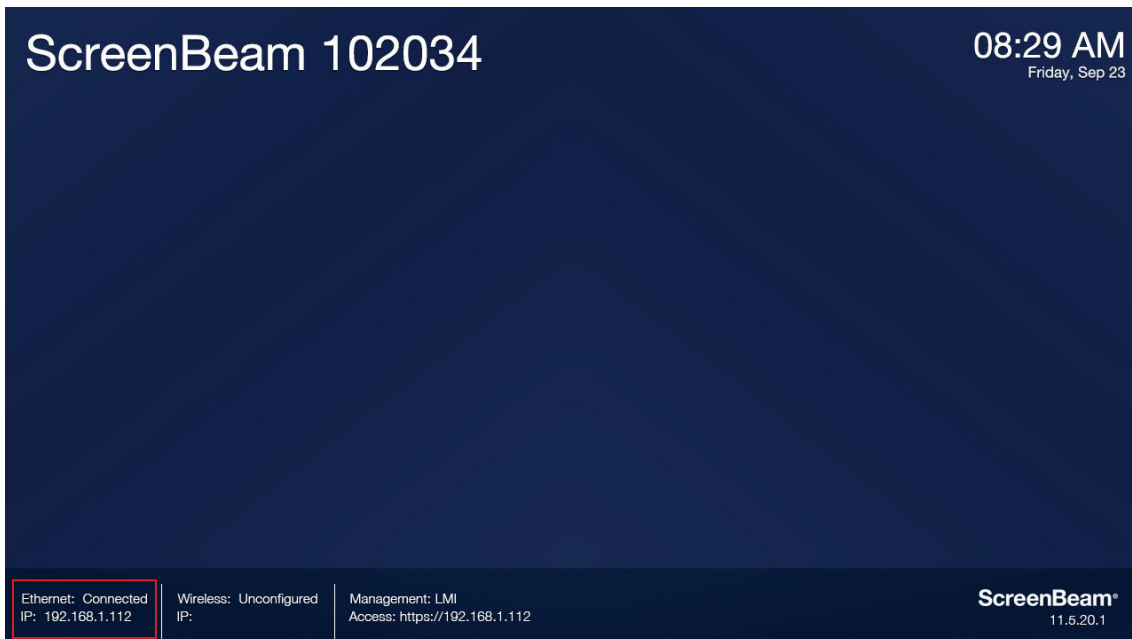 ScreenBeam 102034
08:29 AM
Friday, Sep 23
Ethernet: Connected
IP: 192.168.1.112
Wireless: Unconfigured
IP:
Management: LMI
Access: https://192.168.1.112
ScreenBeam®
11.5.20.1